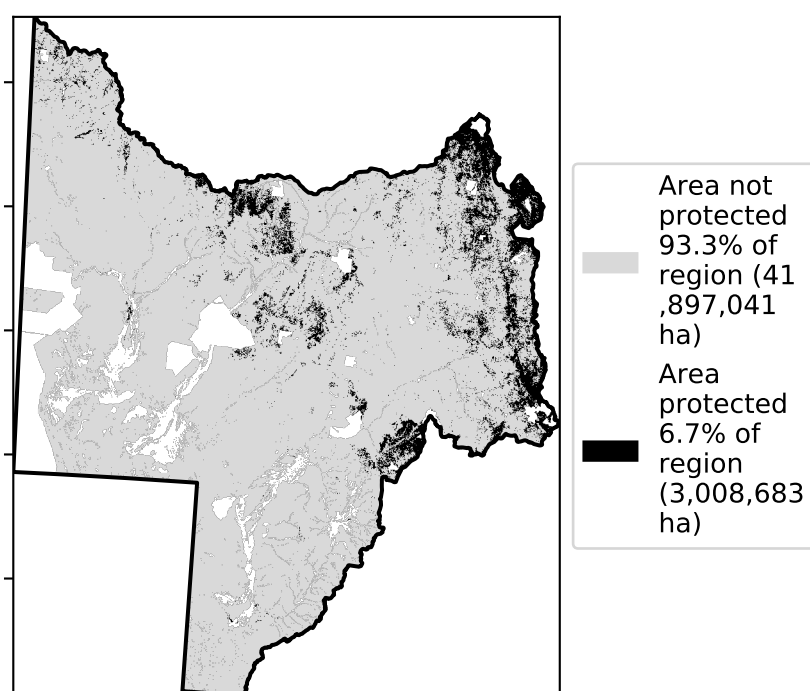 Area not
protected
93.3% of
region (41
,897,041
ha)
Area
protected
6.7% of
region
(3,008,683
ha)